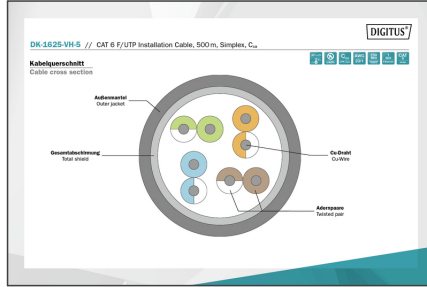 DIGITUS®
DK-1625-VH-5 // CAT 6 F/UTP Installation Cable, 500 m, Simplex, Cca
Kabelquerschnitt
Cable cross section
Außenmantel
Outer jacket
Gesamtabschirmung
Total shield
Cu-Draht
Cu-Wire
Adernpaare
Twisted pair